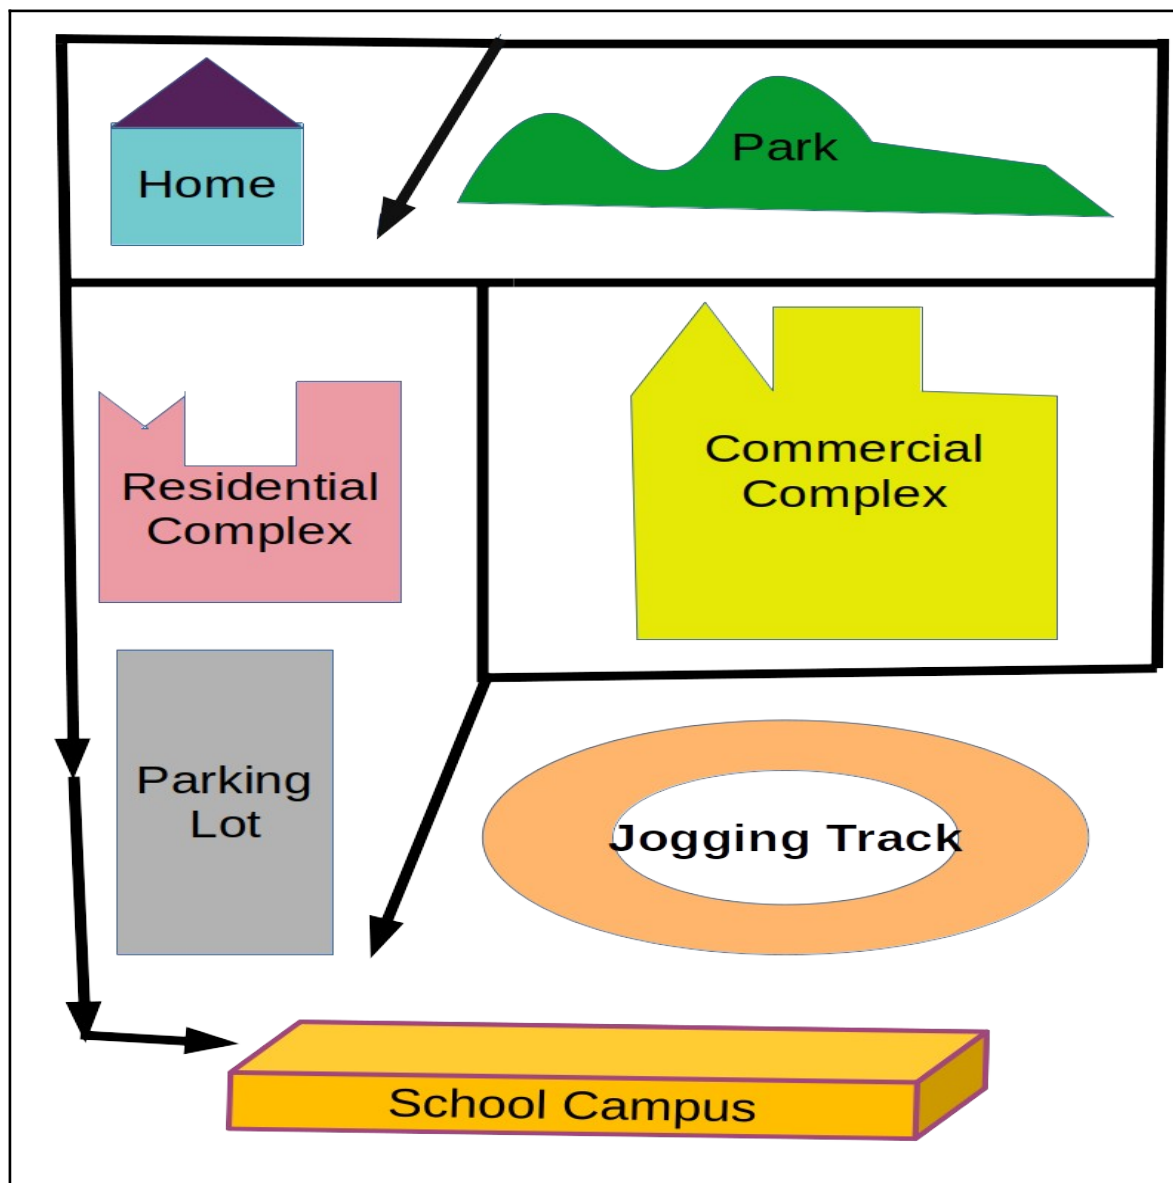 Home
Park
Residential
Complex
Commercial
Complex
Parking
Lot
Jogging Track
School Campus